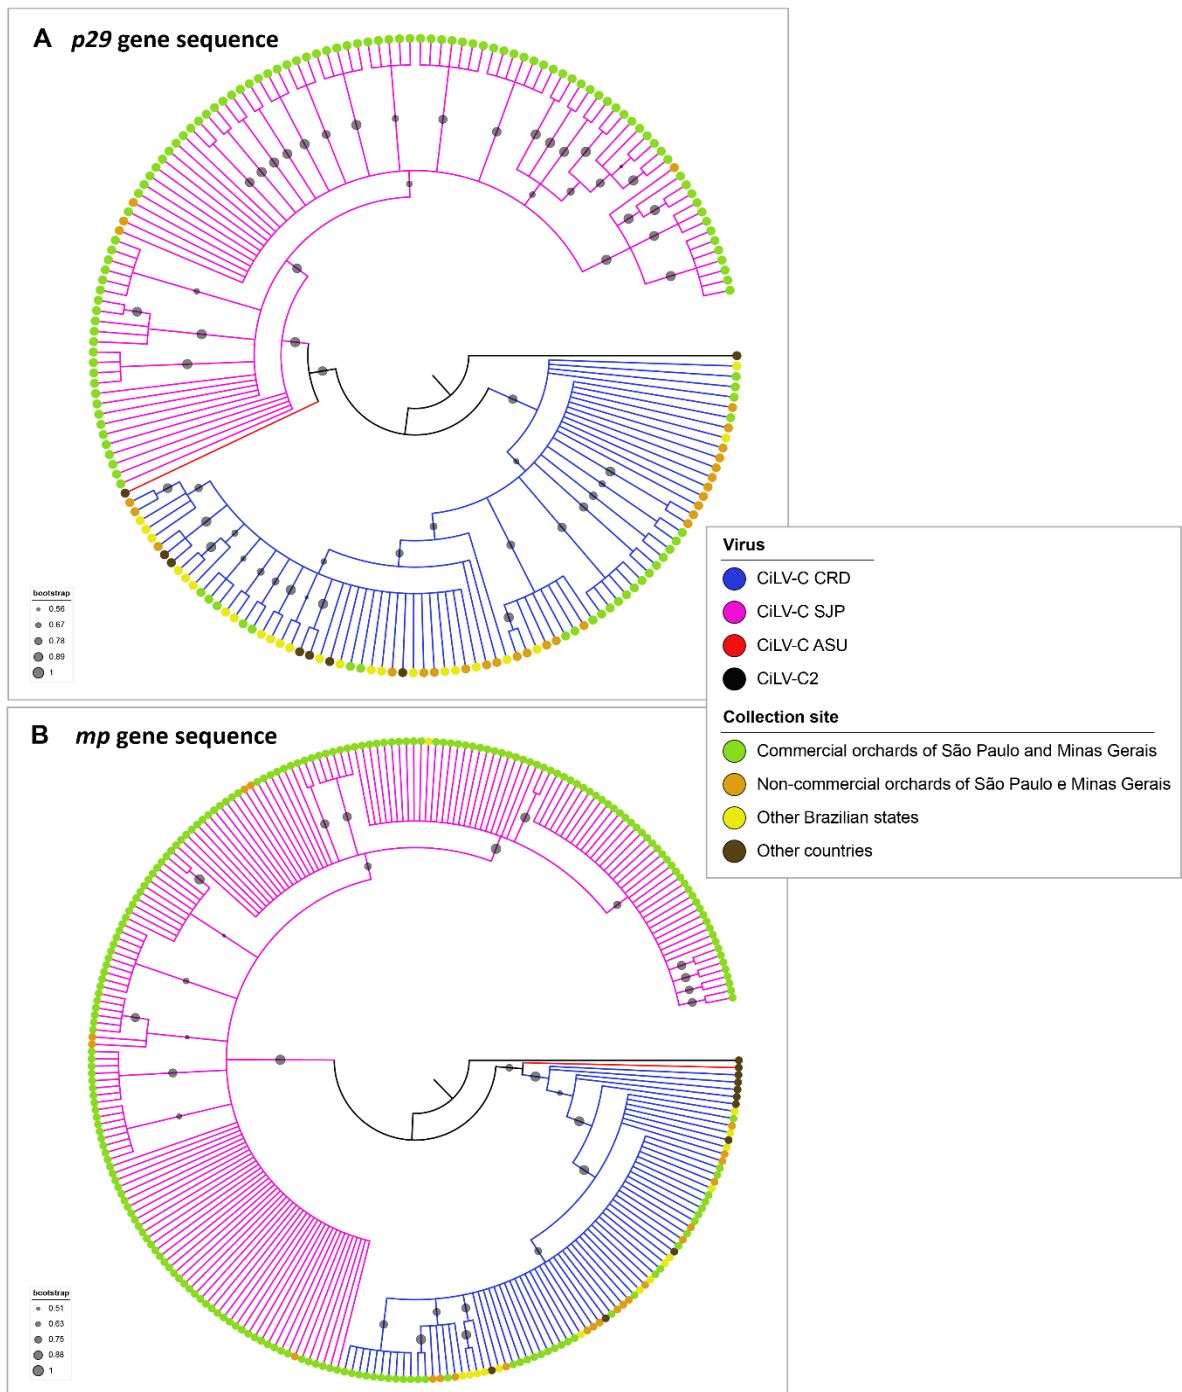 A p29 gene sequence
bootstrap
0.56
0.67
0.78
0.89
1
Virus
CiLV-C CRD
CiLV-C SJP
CiLV-C ASU
CiLV-C2
Collection site
Commercial orchards of São Paulo and Minas Gerais
Non-commercial orchards of São Paulo e Minas Gerais
Other Brazilian states
Other countries
B mp gene sequence
bootstrap
0.51
0.63
0.75
0.88
1